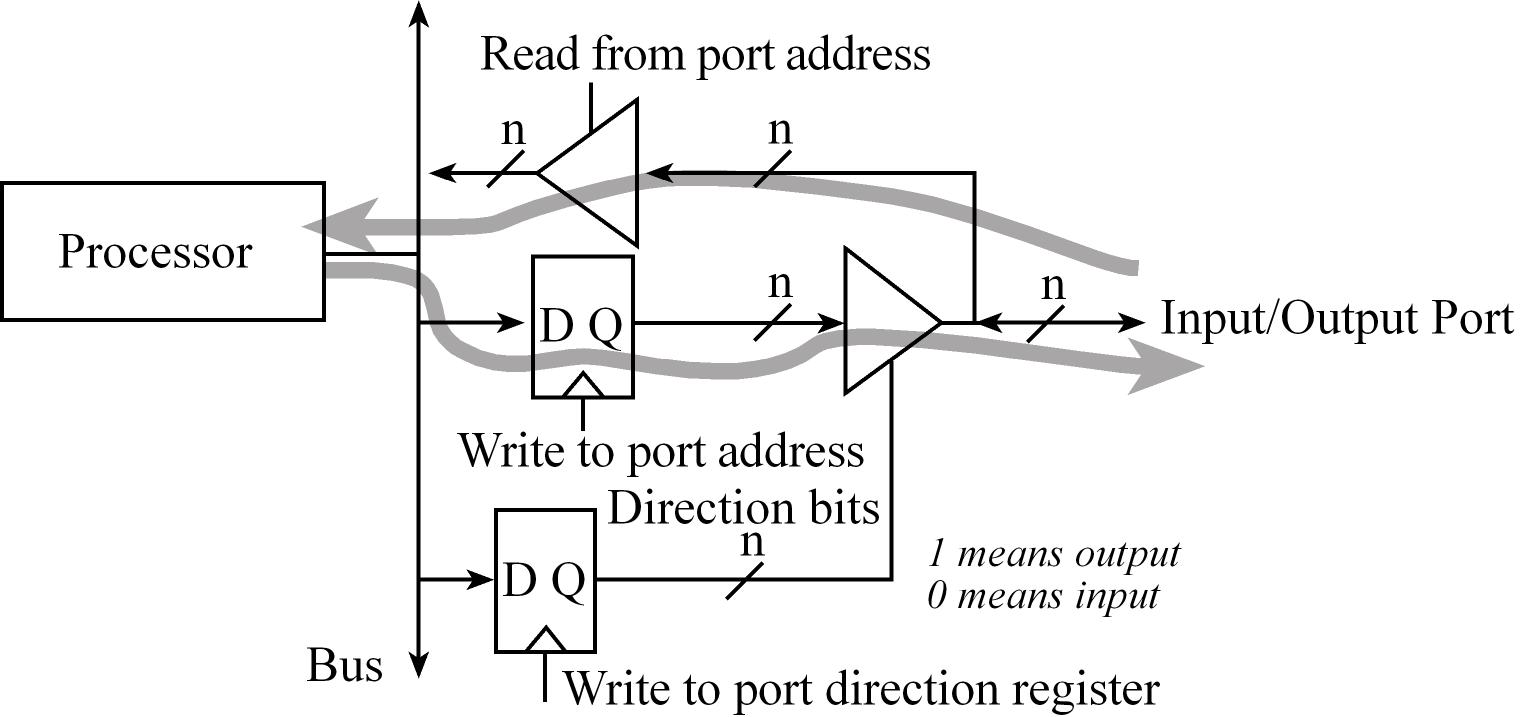 Read from port address
n
n
Processor
n
n
D Q
Input/Output Port
Write to port address
Direction bits
n
1 means output
D Q
0 means input
Bus
Write to port direction register